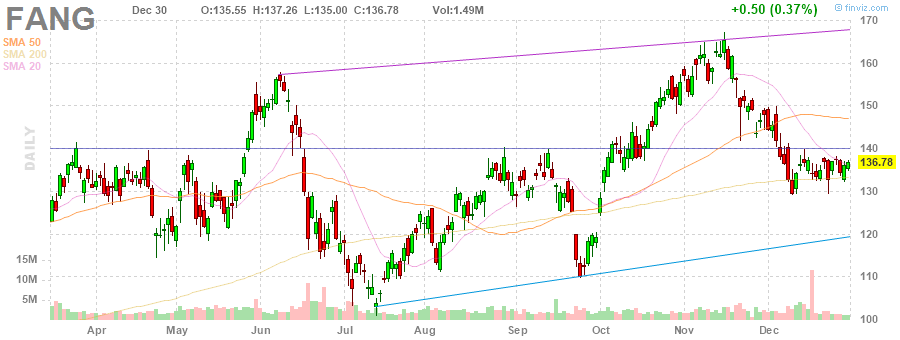 FANG Dec 30 O:135.55 H:137.26 L:135.00 C:136.78 Vol:1.49M +0.50 (0.37%) © finviz.com
SMA 50
SMA 200
SMA 20
DAILY
170
160
150
140
136.78
130
120
110
100
15M
10M
5M
Apr May Jun Jul Aug Sep Oct Nov Dec